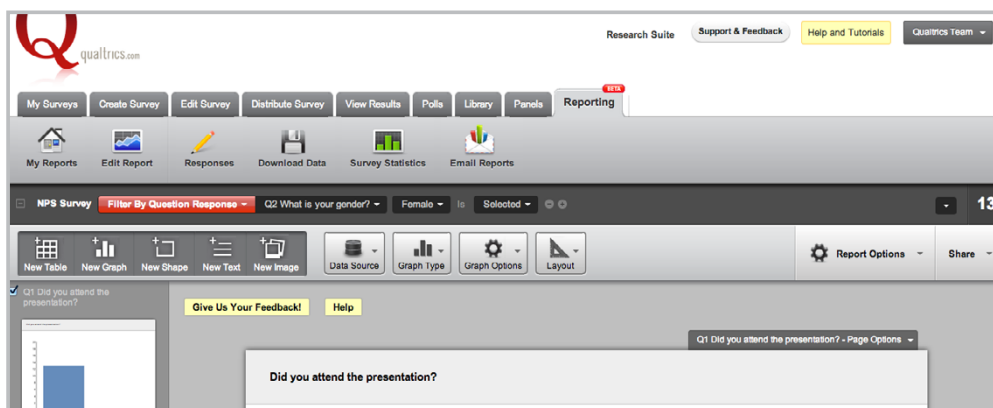 Q
qualtrics.com
Research Suite Support & Feedback Help and Tutorials Qualtrics Team
My Surveys Create Survey Edit Survey Distribute Survey View Results Polls Library Panels Reporting BETA
My Reports Edit Report Responses Download Data Survey Statistics Email Reports
NPS Survey Filter By Question Response Q2 What is your gender? Female Is Selected 13
New Table New Graph New Shape New Text New Image Data Source Graph Type Graph Options Layout Report Options Share
Q1 Did you attend the
presentation?
Give Us Your Feedback! Help
Q1 Did you attend the presentation? - Page Options
Did you attend the presentation?